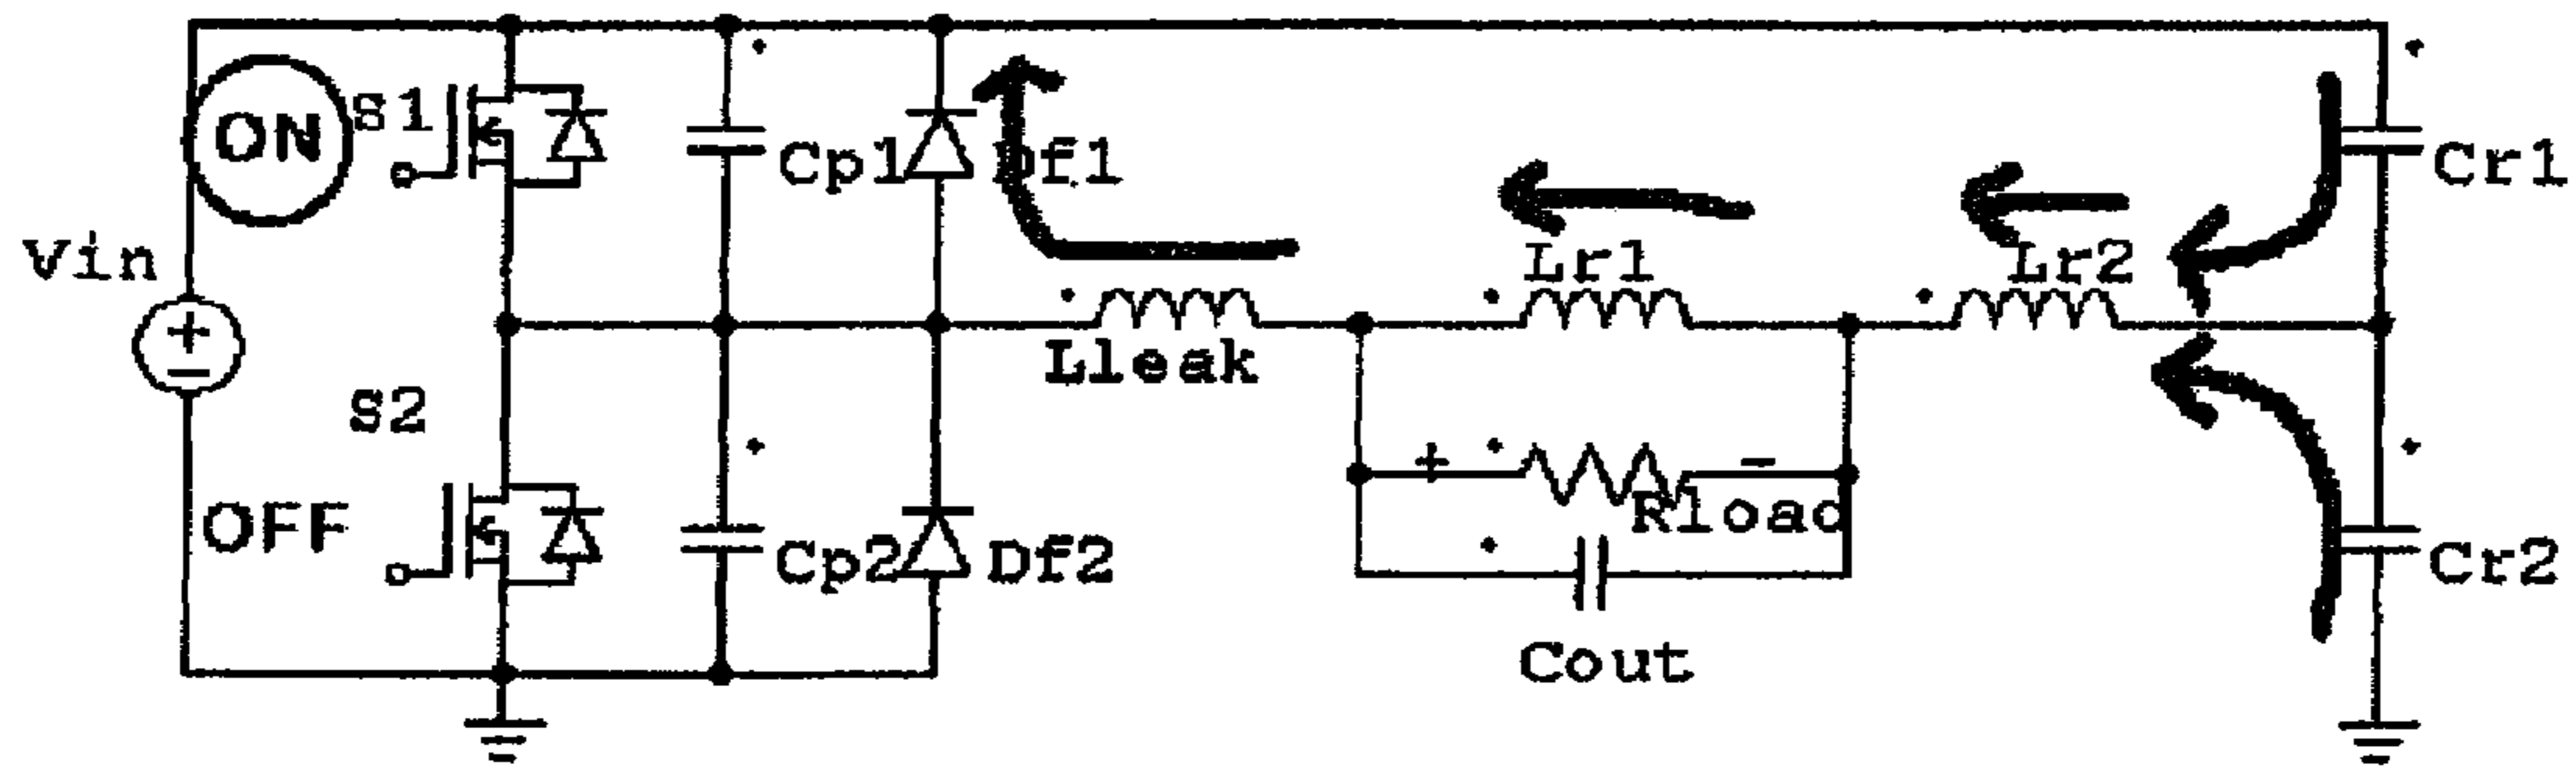 ON
S1
Cp1
Df1
Cr1
Vin
Lr1
Lr2
+
−
Lleak
S2
OFF
+
−
Rload
Cp2
Df2
Cr2
Cout